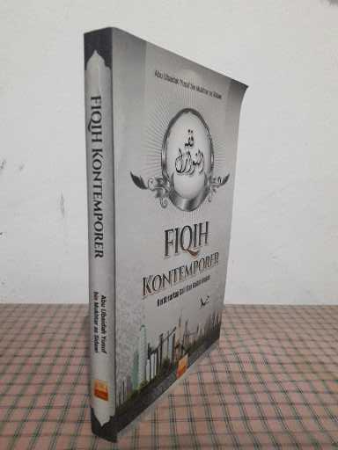 Abu Ubaidah Yusuf bin Mukhtar as Sidawi
فقه
النوازل
FIQIH
KONTEMPORER
FIQIH KONTEMPORER
Abu Ubaidah Yusuf
bin Mukhtar as Sidawi